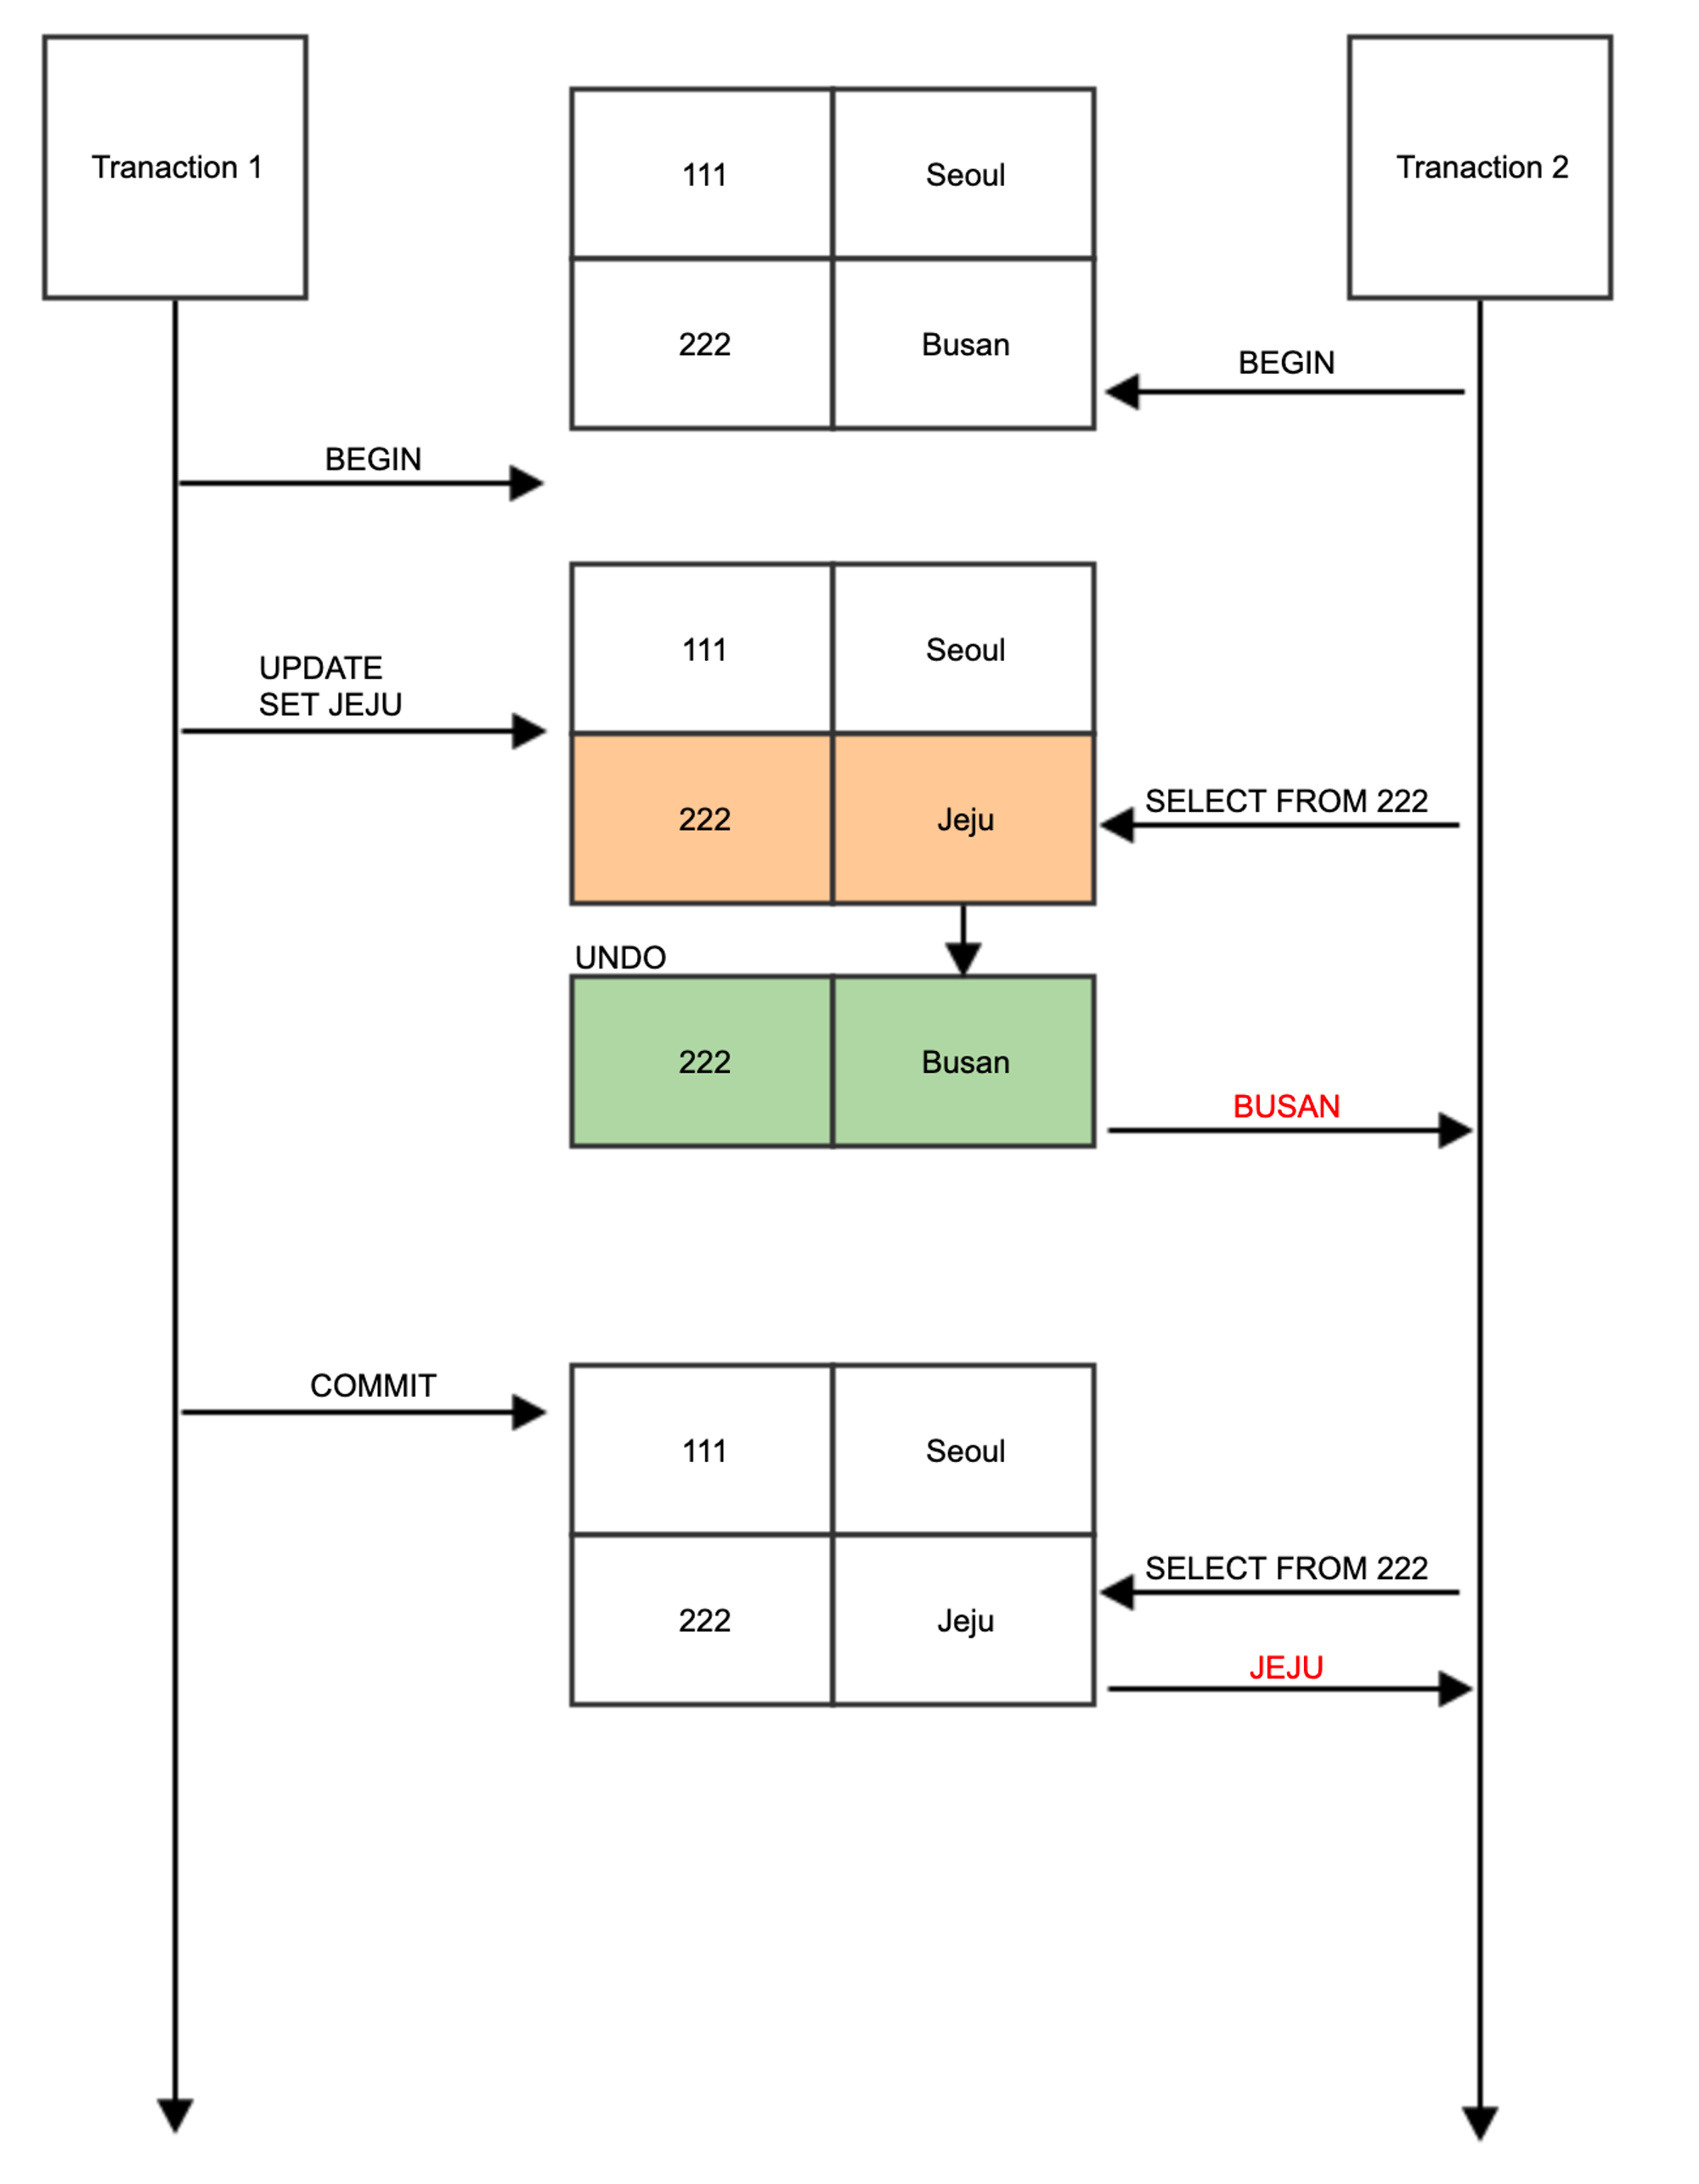 Tranaction 1
Tranaction 2
111 Seoul
222 Busan
BEGIN
BEGIN
111 Seoul
UPDATE
SET JEJU
222 Jeju
SELECT FROM 222
UNDO
222 Busan
BUSAN
COMMIT
111 Seoul
SELECT FROM 222
222 Jeju
JEJU